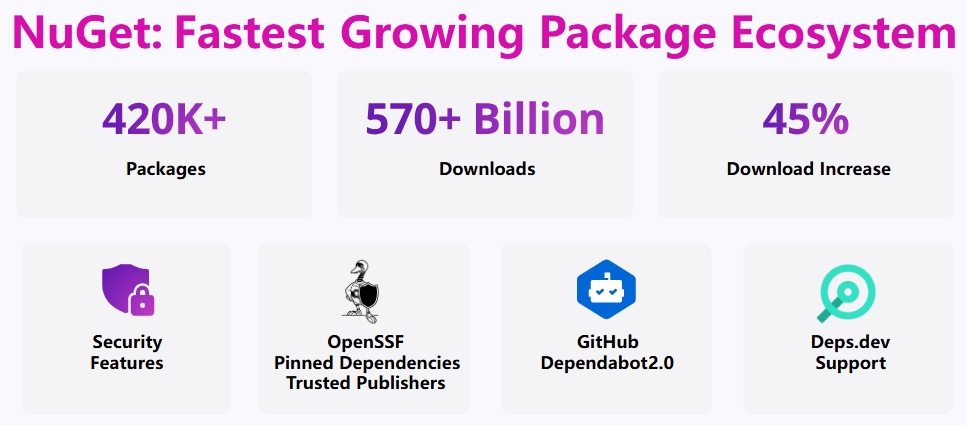 NuGet: Fastest Growing Package Ecosystem
420K+
Packages
570+ Billion
Downloads
45%
Download Increase
Security
Features
OpenSSF
Pinned Dependencies
Trusted Publishers
GitHub
Dependabot2.0
Deps.dev
Support